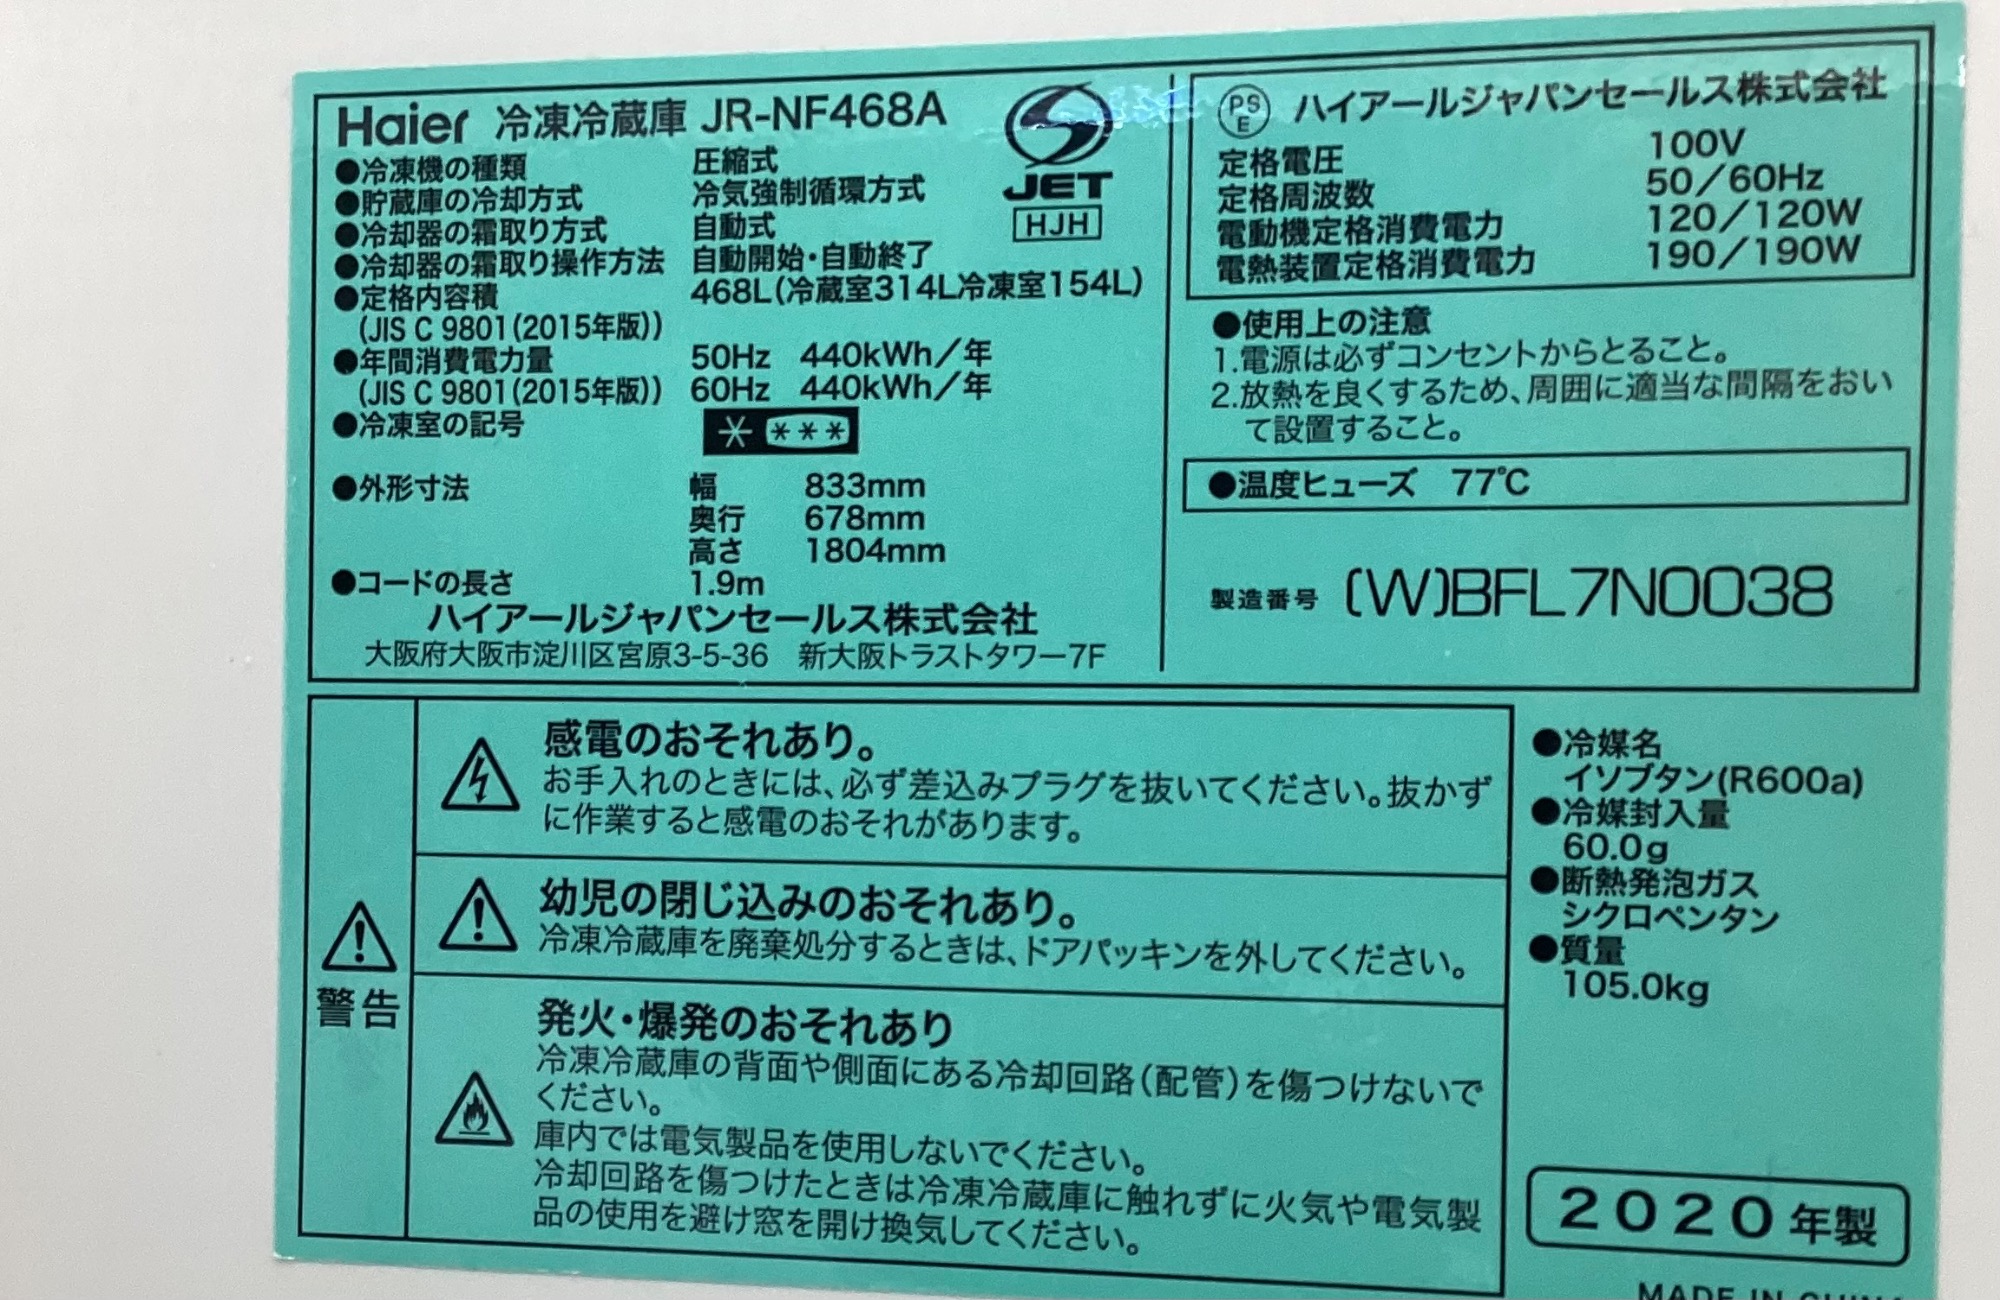 Haier 冷凍冷蔵庫 JR-NF468A
●冷凍機の種類 圧縮式
●貯蔵庫の冷却方式 冷気強制循環方式
●冷却器の霜取り方式 自動式
●冷却器の霜取り操作方法 自動開始・自動終了
●定格内容積 468L(冷蔵室314L冷凍室154L)
(JIS C 9801(2015年版))
●年間消費電力量 50Hz 440kWh/年
(JIS C 9801(2015年版)) 60Hz 440kWh/年
●冷凍室の記号 * ***
●外形寸法 幅 833mm
奥行 678mm
高さ 1804mm
●コードの長さ 1.9m
ハイアールジャパンセールス株式会社
大阪府大阪市淀川区宮原3-5-36 新大阪トラストタワー7F
JET
HJH
PS
E
ハイアールジャパンセールス株式会社
定格電圧 100V
定格周波数 50/60Hz
電動機定格消費電力 120/120W
電熱装置定格消費電力 190/190W
●使用上の注意
1.電源は必ずコンセントからとること。
2.放熱を良くするため、周囲に適当な間隔をおい
て設置すること。
●温度ヒューズ 77℃
製造番号 (W)BFL7N0038
警告
感電のおそれあり。
お手入れのときには、必ず差込みプラグを抜いてください。抜かず
に作業すると感電のおそれがあります。
幼児の閉じ込みのおそれあり。
冷凍冷蔵庫を廃棄処分するときは、ドアパッキンを外してください。
発火・爆発のおそれあり
冷凍冷蔵庫の背面や側面にある冷却回路(配管)を傷つけないで
ください。
庫内では電気製品を使用しないでください。
冷却回路を傷つけたときは冷凍冷蔵庫に触れずに火気や電気製
品の使用を避け窓を開け換気してください。
●冷媒名
イソブタン(R600a)
●冷媒封入量
60.0g
●断熱発泡ガス
シクロペンタン
●質量
105.0kg
2020年製
MADE IN CHINA